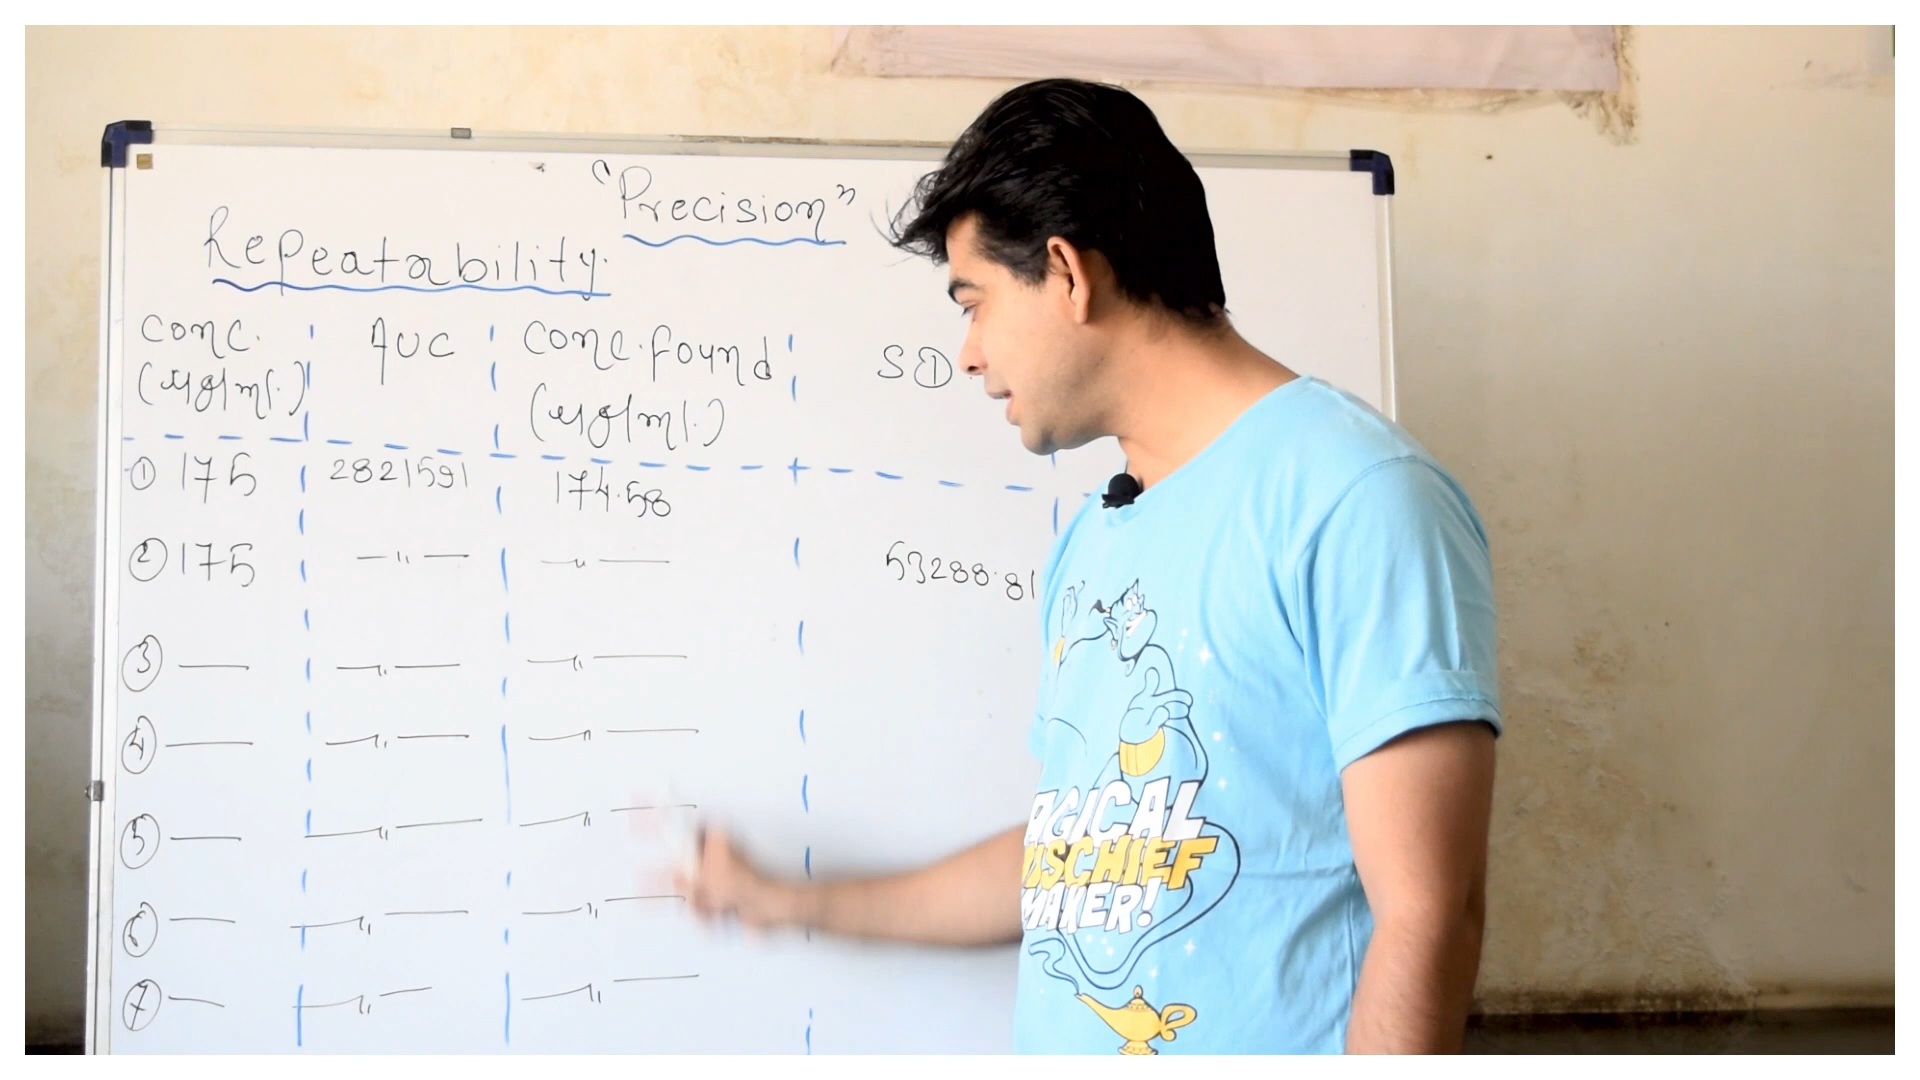 "Precision"
Repeatability.
Conc. (µg/ml.) AUC Conc. found (µg/ml.) SD.
① 175 2821591 174.58
② 175 —〃— —〃— 53288.81
③ — —〃— —〃—
④ — —〃— —〃—
⑤ — —〃— —〃—
⑥ — —〃— —〃—
⑦ — —〃— —〃—
AGICAL
MISCHIEF
MAKER!